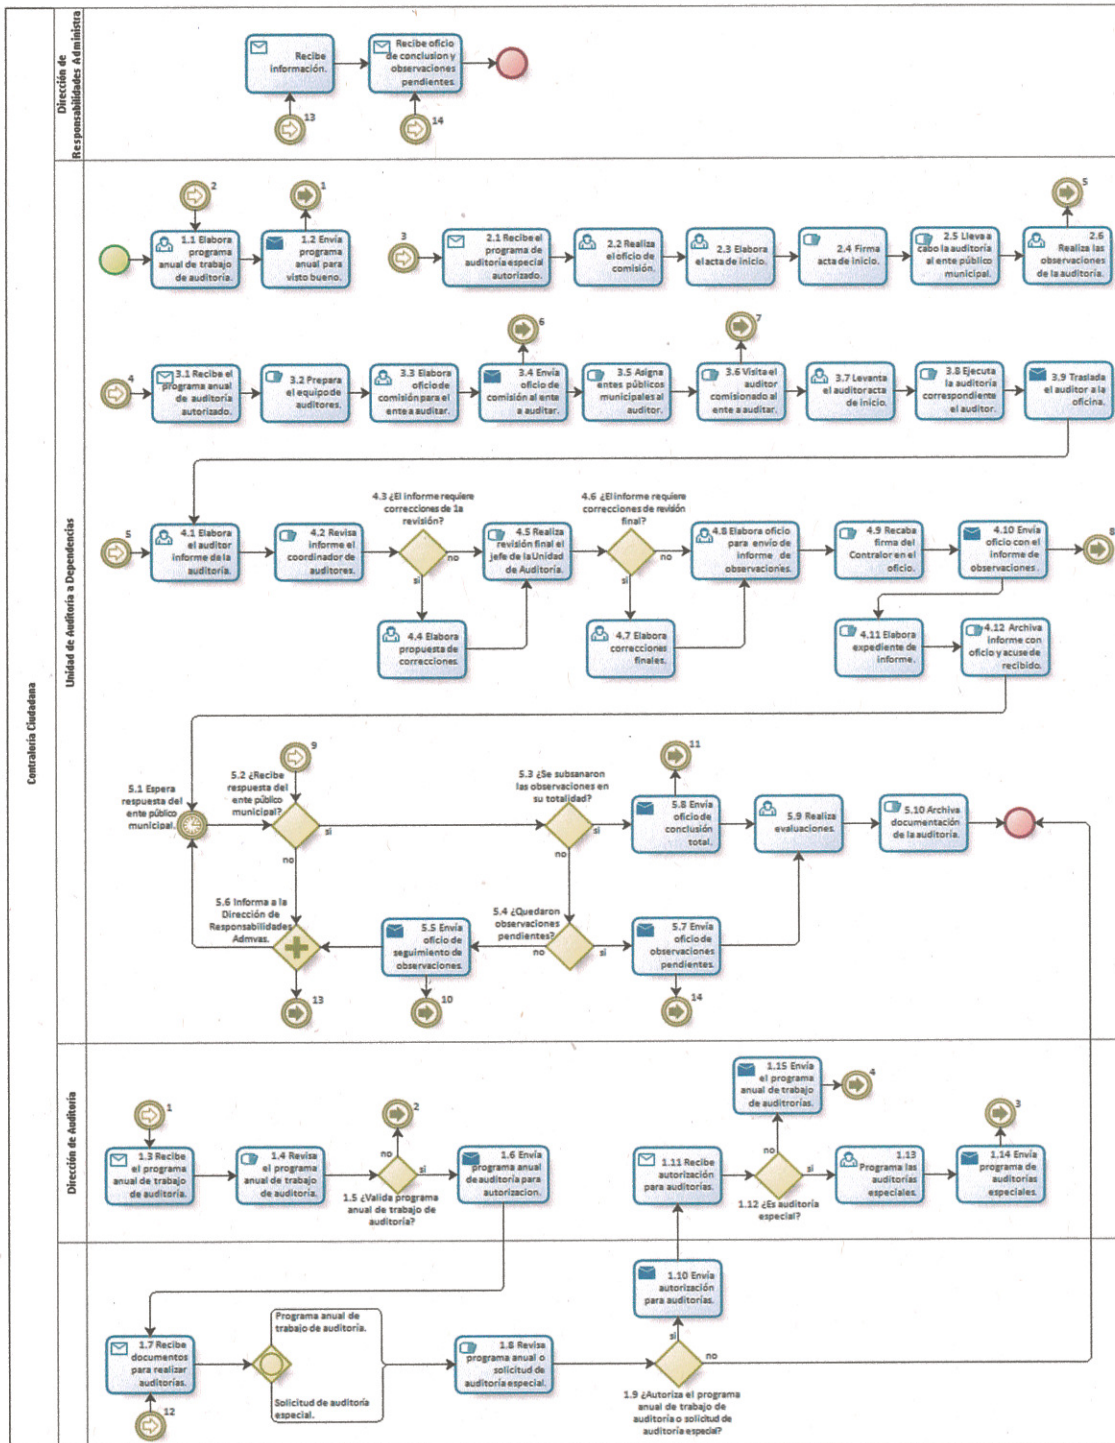 Contraloría Ciudadana
Dirección de
Responsabilidades Administra
Recibe
información.
Recibe oficio
de conclusion y
observaciones
pendientes.
13
14
Unidad de Auditoría a Dependencias
2
1
1.1 Elabora
programa
anual de trabajo
de auditoría.
1.2 Envía
programa
anual para
visto bueno.
3
2.1 Recibe el
programa de
auditoría especial
autorizado.
2.2 Realiza
el oficio de
comisión.
2.3 Elabora
el acta de inicio.
2.4 Firma
acta de inicio.
2.5 Lleva a
cabo la auditoría
al ente público
municipal.
5
2.6
Realiza las
observaciones
de la auditoría.
4
3.1 Recibe el
programa anual
de auditoría
autorizado.
3.2 Prepara
el equipo de
auditores.
3.3 Elabora
oficio de
comisión para el
ente a auditar.
6
3.4 Envía
oficio de
comisión al ente
a auditar.
3.5 Asigna
entes públicos
municipales al
auditor.
7
3.6 Visita el
auditor
comisionado al
ente a auditar.
3.7 Levanta
el auditor acta
de inicio.
3.8 Ejecuta
la auditoría
correspondiente
el auditor.
3.9 Traslada
el auditor a la
oficina.
5
4.1 Elabora
el auditor
informe de la
auditoría.
4.2 Revisa
informe el
coordinador de
auditores.
4.3 ¿El informe requiere
correcciones de 1a
revisión?
no
si
4.4 Elabora
propuesta de
correcciones.
4.5 Realiza
revisión final el
jefe de la Unidad
de Auditoría.
4.6 ¿El informe requiere
correcciones de revisión
final?
no
si
4.7 Elabora
correcciones
finales.
4.8 Elabora oficio
para envío de
informe de
observaciones.
4.9 Recaba
firma del
Contralor en el
oficio.
4.10 Envía
oficio con el
informe de
observaciones .
8
4.11 Elabora
expediente de
informe.
4.12 Archiva
informe con
oficio y acuse de
recibido.
5.1 Espera
respuesta del
ente público
municipal.
9
5.2 ¿Recibe
respuesta del
ente público
municipal?
si
no
5.3 ¿Se subsanaron
las observaciones en
su totalidad?
si
no
11
5.8 Envía
oficio de
conclusión
total.
5.9 Realiza
evaluaciones.
5.10 Archiva
documentación
de la auditoría.
5.6 Informa a la
Dirección de
Responsabilidades
Admvas.
13
5.5 Envía
oficio de
seguimiento de
observaciones.
10
5.4 ¿Quedaron
observaciones
pendientes?
no
si
5.7 Envía
oficio de
observaciones
pendientes.
14
Dirección de Auditoría
1
1.3 Recibe
el programa
anual de trabajo
de auditoría.
1.4 Revisa
el programa
anual de trabajo
de auditoría.
2
no
si
1.5 ¿Valida programa
anual de trabajo de
auditoría?
1.6 Envía
programa anual
de auditoría para
autorizacion.
1.11 Recibe
autorización
para auditorías.
1.15 Envía
el programa
anual de trabajo
de auditrorías.
4
no
si
1.12 ¿Es auditoría
especial?
1.13
Programa las
auditorías
especiales.
3
1.14 Envía
programa de
auditorías
especiales.
1.7 Recibe
documentos
para realizar
auditorías.
12
Programa anual de
trabajo de auditoría.
Solicitud de auditoría
especial.
1.8 Revisa
programa anual o
solicitud de
auditoría especial.
1.10 Envía
autorización
para auditorías.
si
no
1.9 ¿Autoriza el programa
anual de trabajo de
auditoría o solicitud de
auditoría especial?